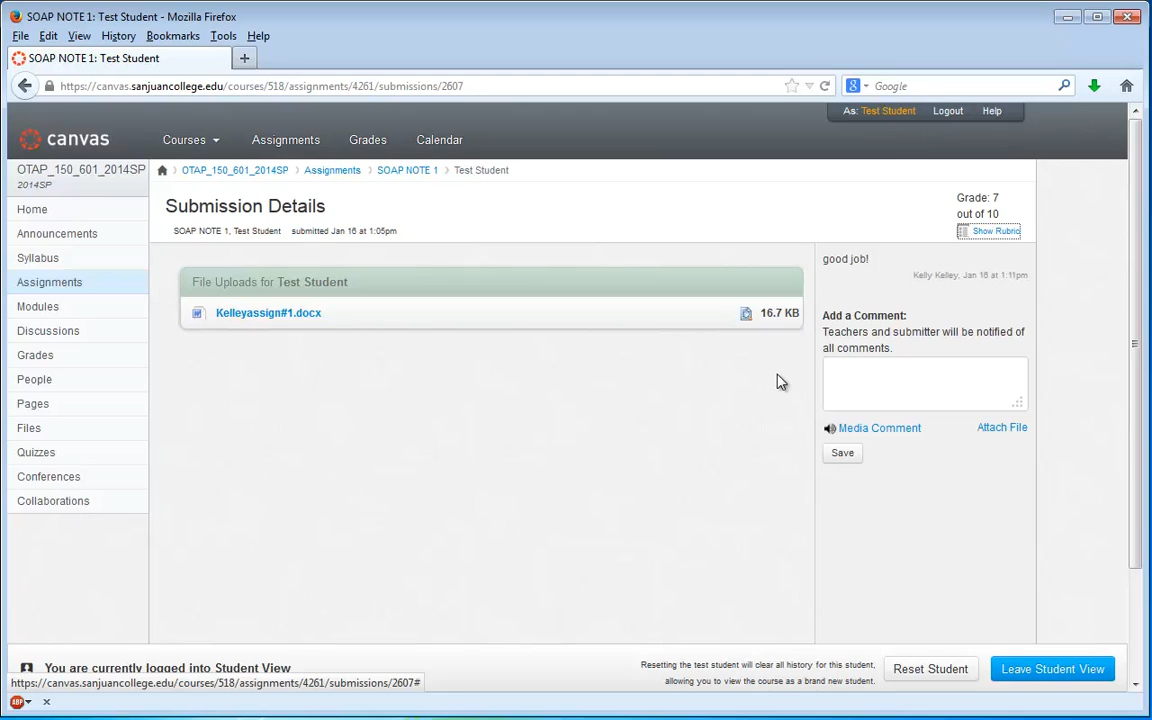 SOAP NOTE 1: Test Student - Mozilla Firefox
File Edit View History Bookmarks Tools Help
SOAP NOTE 1: Test Student +
https://canvas.sanjuancollege.edu/courses/518/assignments/4261/submissions/2607 Google
As: Test Student Logout Help
canvas Courses Assignments Grades Calendar
OTAP_150_601_2014SP
2014SP
OTAP_150_601_2014SP Assignments SOAP NOTE 1 Test Student
Home
Announcements
Syllabus
Assignments
Modules
Discussions
Grades
People
Pages
Files
Quizzes
Conferences
Collaborations
Submission Details
SOAP NOTE 1, Test Student submitted Jan 16 at 1:05pm
Grade: 7
out of 10
Show Rubric
File Uploads for Test Student
Kelleyassign#1.docx 16.7 KB
good job!
Kelly Kelley, Jan 16 at 1:11pm
Add a Comment:
Teachers and submitter will be notified of
all comments.
Media Comment Attach File
Save
You are currently logged into Student View
Resetting the test student will clear all history for this student,
allowing you to view the course as a brand new student.
Reset Student Leave Student View
https://canvas.sanjuancollege.edu/courses/518/assignments/4261/submissions/2607#
ABP